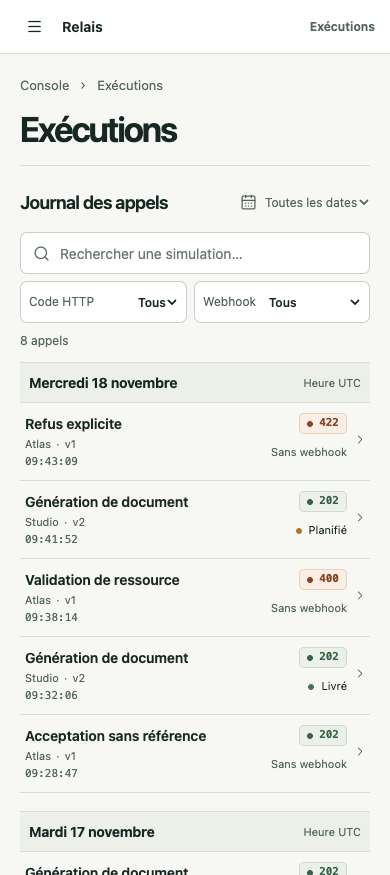 Relais
Exécutions
Console > Exécutions
Exécutions
Journal des appels
Toutes les dates
Rechercher une simulation...
Code HTTP Tous
Webhook Tous
8 appels
Mercredi 18 novembre Heure UTC
Refus explicite 422
Atlas · v1 Sans webhook
09:43:09
Génération de document 202
Studio · v2 Planifié
09:41:52
Validation de ressource 400
Atlas · v1 Sans webhook
09:38:14
Génération de document 202
Studio · v2 Livré
09:32:06
Acceptation sans référence 202
Atlas · v1 Sans webhook
09:28:47
Mardi 17 novembre Heure UTC
Génération de document 202